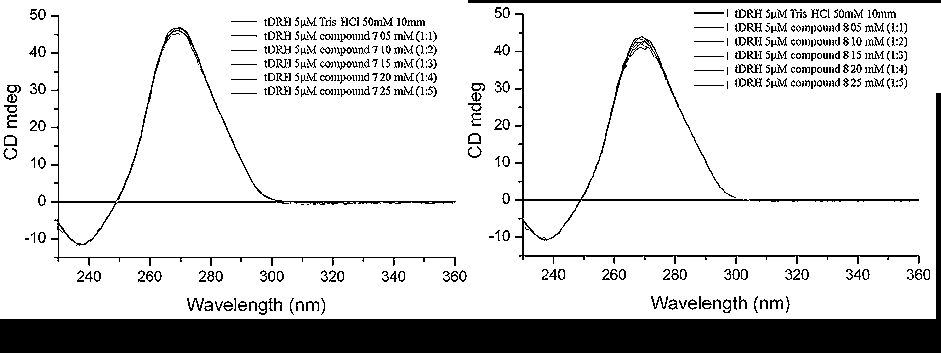 tDRH 5µM Tris HCl 50mM 10mm
tDRH 5µM compound 7 05 mM (1:1)
tDRH 5µM compound 7 10 mM (1:2)
tDRH 5µM compound 7 15 mM (1:3)
tDRH 5µM compound 7 20 mM (1:4)
tDRH 5µM compound 7 25 mM (1:5)
50
40
30
20
10
0
-10
CD mdeg
240 260 280 300 320 340 360
Wavelength (nm)
tDRH 5µM Tris HCl 50mM 10mm
tDRH 5µM compound 8 05 mM (1:1)
tDRH 5µM compound 8 10 mM (1:2)
tDRH 5µM compound 8 15 mM (1:3)
tDRH 5µM compound 8 20 mM (1:4)
tDRH 5µM compound 8 25 mM (1:5)
50
40
30
20
10
0
-10
CD mdeg
240 260 280 300 320 340 360
Wavelength (nm)